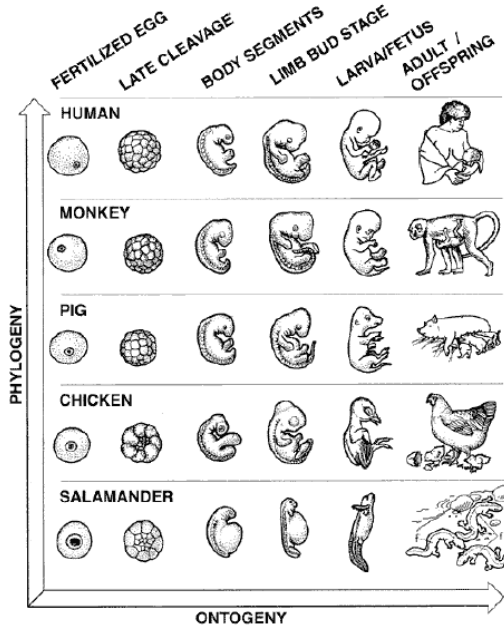 FERTILIZED EGG
LATE CLEAVAGE
BODY SEGMENTS
LIMB BUD STAGE
LARVA/FETUS
ADULT /
OFFSPRING
HUMAN
MONKEY
PIG
CHICKEN
SALAMANDER
PHYLOGENY
ONTOGENY